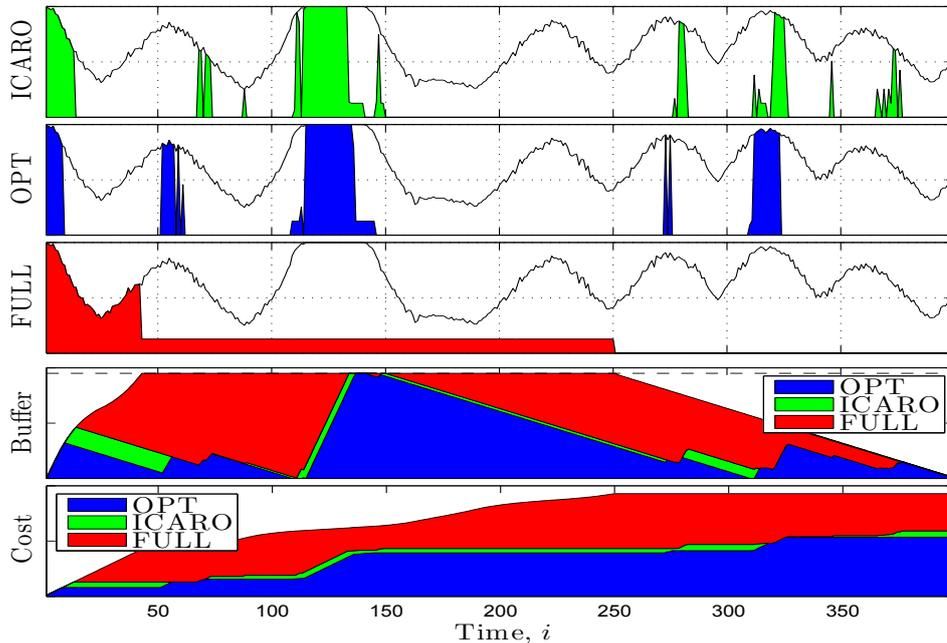 ICARO
OPT
FULL
Buffer
OPT
ICARO
FULL
Cost
OPT
ICARO
FULL
50 100 150 200 250 300 350
Time, i